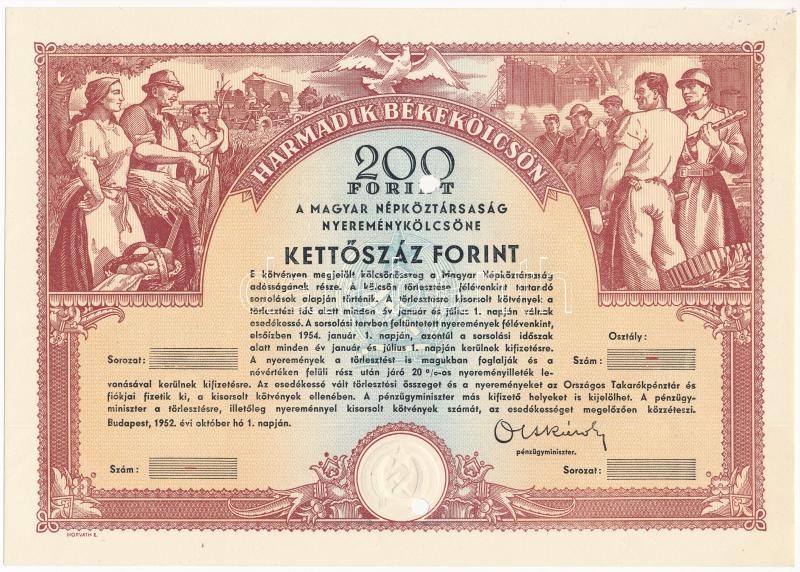 HARMADIK BÉKEKÖLCSÖN
200
FORINT
A MAGYAR NÉPKÖZTÁRSASÁG
NYEREMÉNYKÖLCSÖNE
KETTŐSZÁZ FORINT
E kötvényen megjelölt kölcsönösszeg a Magyar Népköztársaság
adósságának része. A kölcsön törlesztése félévenkint tartandó
sorsolások alapján történik. A törlesztésre kisorsolt kötvények a
törlesztési idő alatt minden év január és július 1. napján válnak
esedékessé. A sorsolási tervben feltüntetett nyeremények félévenkint,
elsőízben 1954. január 1. napján, azontúl a sorsolási időszak
alatt minden év január és július 1. napján kerülnek kifizetésre.
A nyeremények a törlesztést is magukban foglalják és a
névértéken felüli rész után járó 20%-os nyereményilleték le-
vonásával kerülnek kifizetésre. Az esedékessé vált törlesztési összeget és a nyereményeket az Országos Takarékpénztár és
fiókjai fizetik ki, a kisorsolt kötvények ellenében. A pénzügyminiszter más kifizető helyeket is kijelölhet. A pénzügy-
miniszter a törlesztésre, illetőleg nyereménnyel kisorsolt kötvények számát, az esedékességet megelőzően közzéteszi.
Budapest, 1952. évi október hó 1. napján.
Osztály:
Sorozat:
Szám:
pénzügyminiszter.
Szám:
Sorozat:
HORVÁTH E.